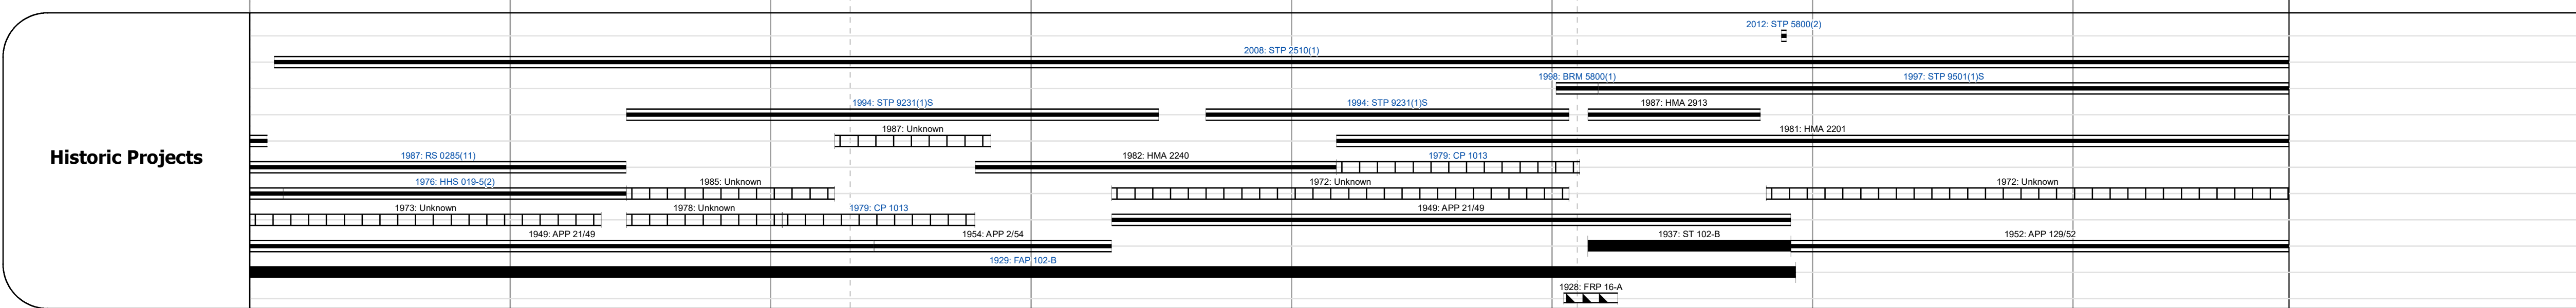 2012: STP 5800(2)
2008: STP 2510(1)
1998: BRM 5800(1) 1997: STP 9501(1)S
1994: STP 9231(1)S 1994: STP 9231(1)S 1987: HMA 2913
1987: Unknown 1981: HMA 2201
Historic Projects
1987: RS 0285(11) 1982: HMA 2240 1979: CP 1013
1976: HHS 019-5(2) 1985: Unknown 1972: Unknown 1972: Unknown
1973: Unknown 1978: Unknown 1979: CP 1013 1949: APP 21/49
1949: APP 21/49 1954: APP 2/54 1937: ST 102-B 1952: APP 129/52
1929: FAP 102-B
1928: FRP 16-A